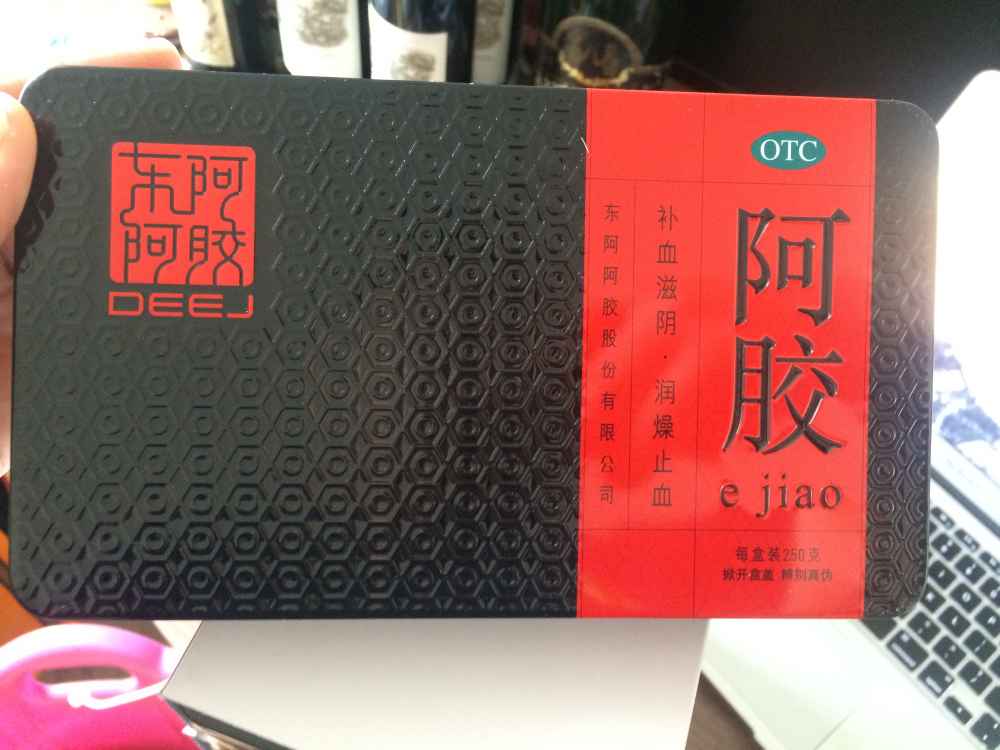 东阿阿胶
DEEJ
OTC
阿胶
e jiao
补血滋阴·润燥止血
东阿阿胶股份有限公司
每盒装250克
掀开盒盖 辨别真伪